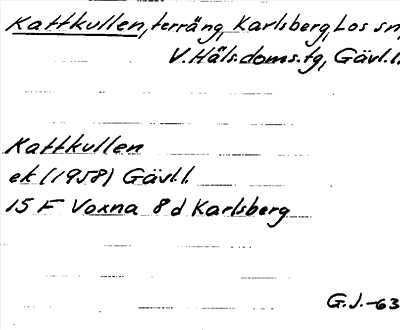 Kattkullen, terräng, Karlsberg, Los sn,
V. Häls. doms.tg, Gävl.l.
Kattkullen
ek (1958) Gävl.l.
15 F Voxna 8 d Karlsberg
G.J.-63